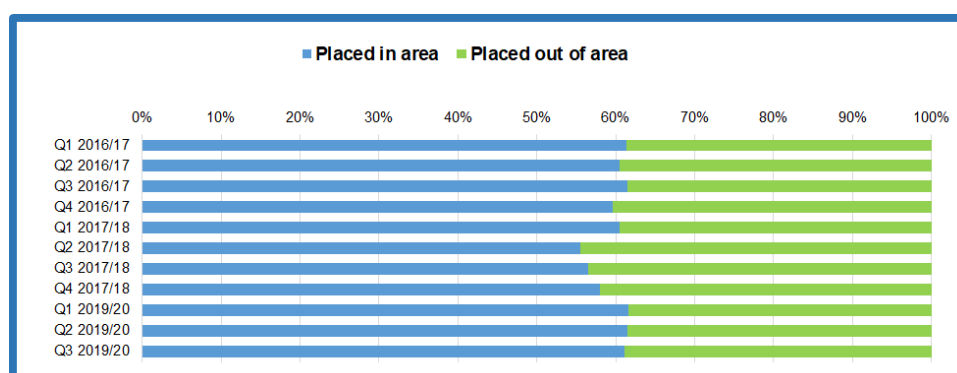 Placed in area Placed out of area
0% 10% 20% 30% 40% 50% 60% 70% 80% 90% 100%
Q1 2016/17
Q2 2016/17
Q3 2016/17
Q4 2016/17
Q1 2017/18
Q2 2017/18
Q3 2017/18
Q4 2017/18
Q1 2019/20
Q2 2019/20
Q3 2019/20